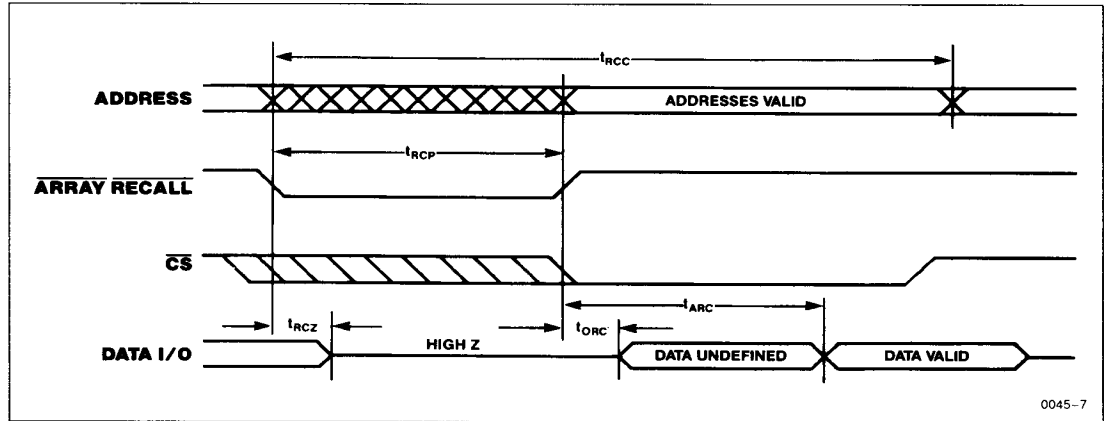 tRCC
ADDRESS
ADDRESSES VALID
tRCP
ARRAY RECALL
CS
tARC
tRCZ
tORC
DATA I/O
HIGH Z
DATA UNDEFINED
DATA VALID
0045-7